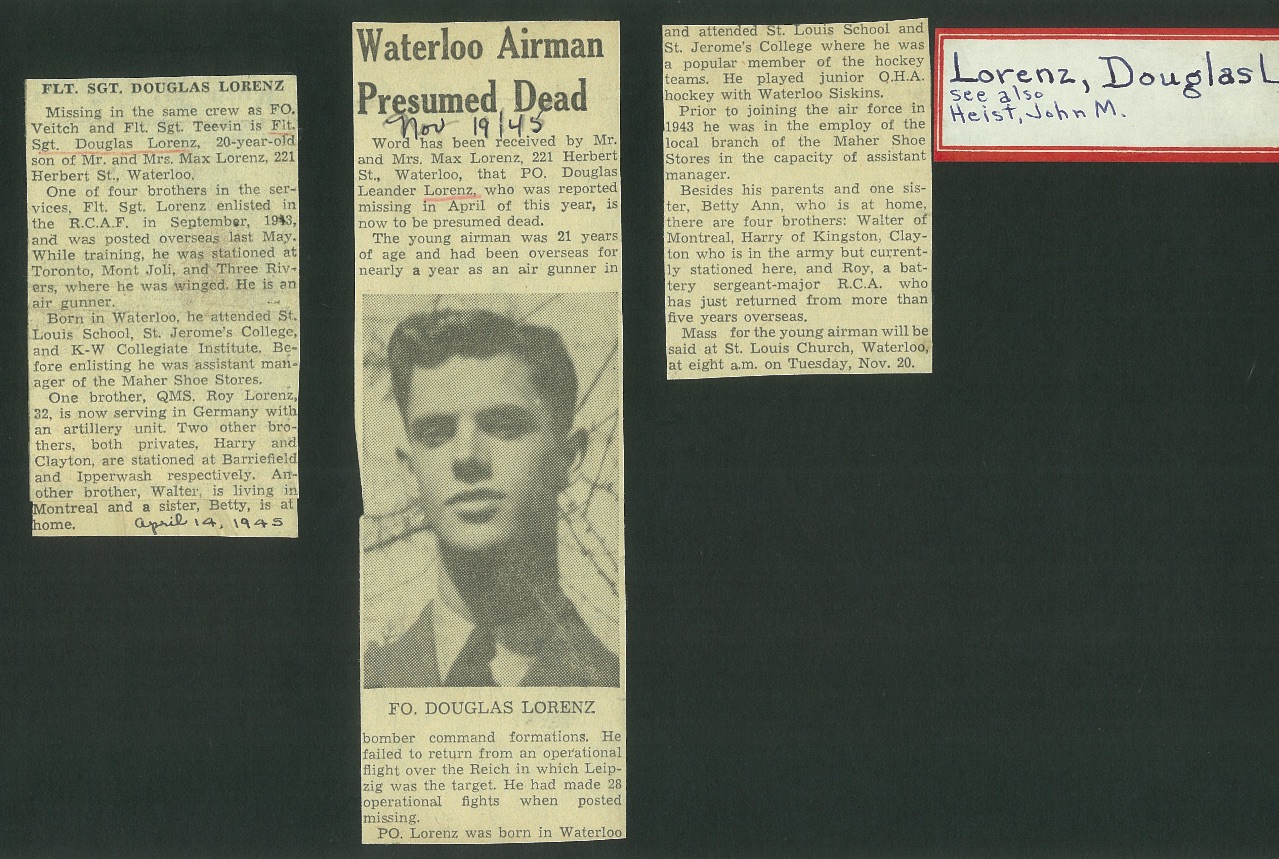 FLT. SGT. DOUGLAS LORENZ
Missing in the same crew as FO.
Veitch and Flt. Sgt. Teevin is Flt.
Sgt. Douglas Lorenz, 20-year-old
son of Mr. and Mrs. Max Lorenz, 221
Herbert St., Waterloo.
One of four brothers in the ser-
vices, Flt. Sgt. Lorenz enlisted in
the R.C.A.F. in September, 1943,
and was posted overseas last May.
While training, he was stationed at
Toronto, Mont Joli, and Three Riv-
ers, where he was winged. He is an
air gunner.
Born in Waterloo, he attended St.
Louis School, St. Jerome's College,
and K-W Collegiate Institute. Be-
fore enlisting he was assistant man-
ager of the Maher Shoe Stores.
One brother, QMS. Roy Lorenz,
32, is now serving in Germany with
an artillery unit. Two other bro-
thers, both privates, Harry and
Clayton, are stationed at Barriefield
and Ipperwash respectively. An-
other brother, Walter, is living in
Montreal and a sister, Betty, is at
home. April 14, 1945
Waterloo Airman
Presumed Dead
Nov 19/45
Word has been received by Mr.
and Mrs. Max Lorenz, 221 Herbert
St., Waterloo, that PO. Douglas
Leander Lorenz, who was reported
missing in April of this year, is
now to be presumed dead.
The young airman was 21 years
of age and had been overseas for
nearly a year as an air gunner in
FO. DOUGLAS LORENZ
bomber command formations. He
failed to return from an operational
flight over the Reich in which Leip-
zig was the target. He had made 28
operational fights when posted
missing.
PO. Lorenz was born in Waterloo
and attended St. Louis School and
St. Jerome's College where he was
a popular member of the hockey
teams. He played junior O.H.A.
hockey with Waterloo Siskins.
Prior to joining the air force in
1943 he was in the employ of the
local branch of the Maher Shoe
Stores in the capacity of assistant
manager.
Besides his parents and one sis-
ter, Betty Ann, who is at home,
there are four brothers: Walter of
Montreal, Harry of Kingston, Clay-
ton who is in the army but current-
ly stationed here, and Roy, a bat-
tery sergeant-major R.C.A. who
has just returned from more than
five years overseas.
Mass for the young airman will be
said at St. Louis Church, Waterloo,
at eight a.m. on Tuesday, Nov. 20.
Lorenz, Douglas L
see also
Heist, John M.